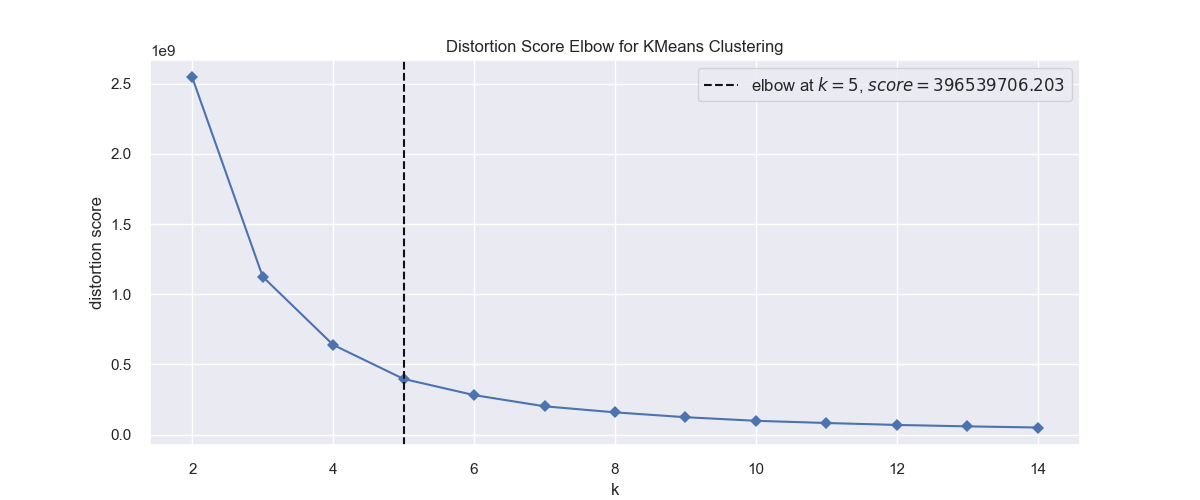 Distortion Score Elbow for KMeans Clustering
1e9
elbow at k = 5, score = 396539706.203
2.5
2.0
1.5
1.0
0.5
0.0
distortion score
2 4 6 8 10 12 14
k